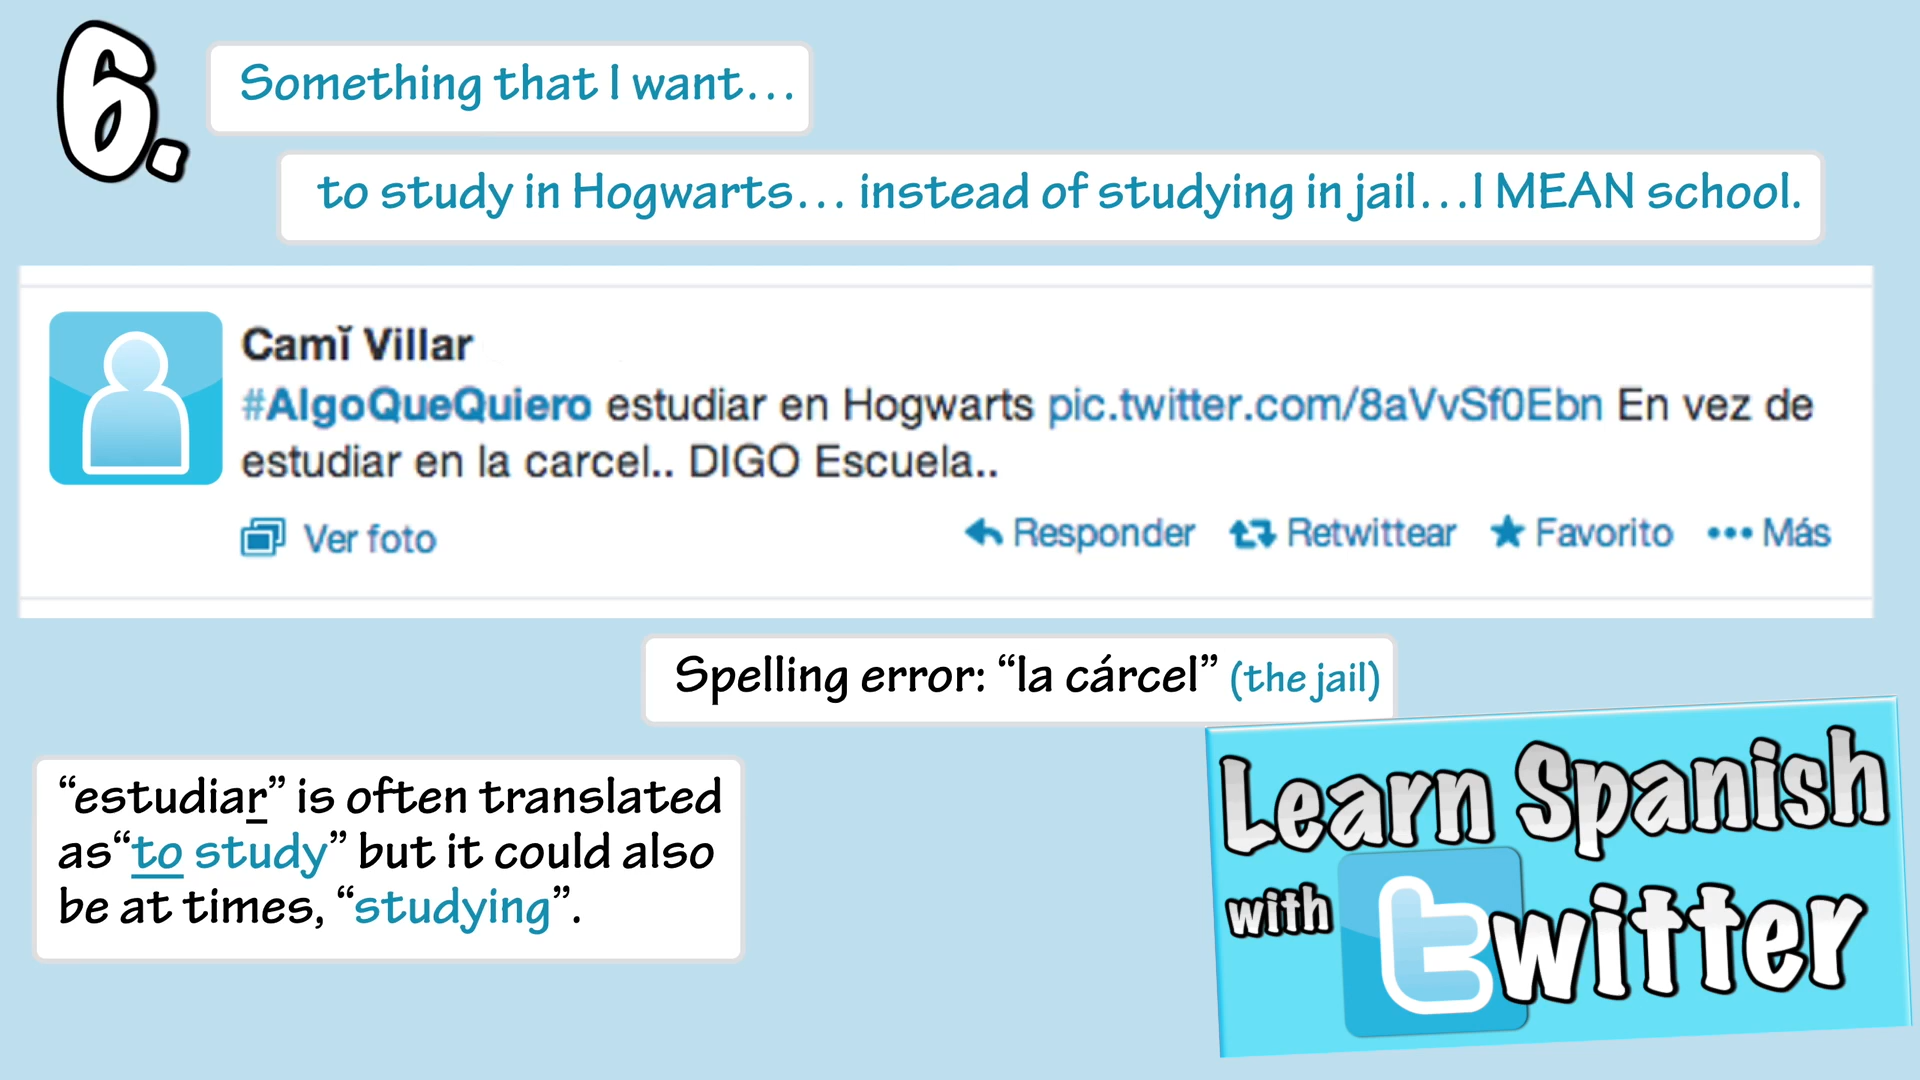 6.
Something that I want...
to study in Hogwarts... instead of studying in jail...I MEAN school.
Camĭ Villar
#AlgoQueQuiero estudiar en Hogwarts pic.twitter.com/8aVvSf0Ebn En vez de
estudiar en la carcel.. DIGO Escuela..
Ver foto
Responder
Retwittear
Favorito
Más
Spelling error: “la cárcel” (the jail)
“estudiar” is often translated
as“to study” but it could also
be at times, “studying”.
Learn Spanish
with twitter